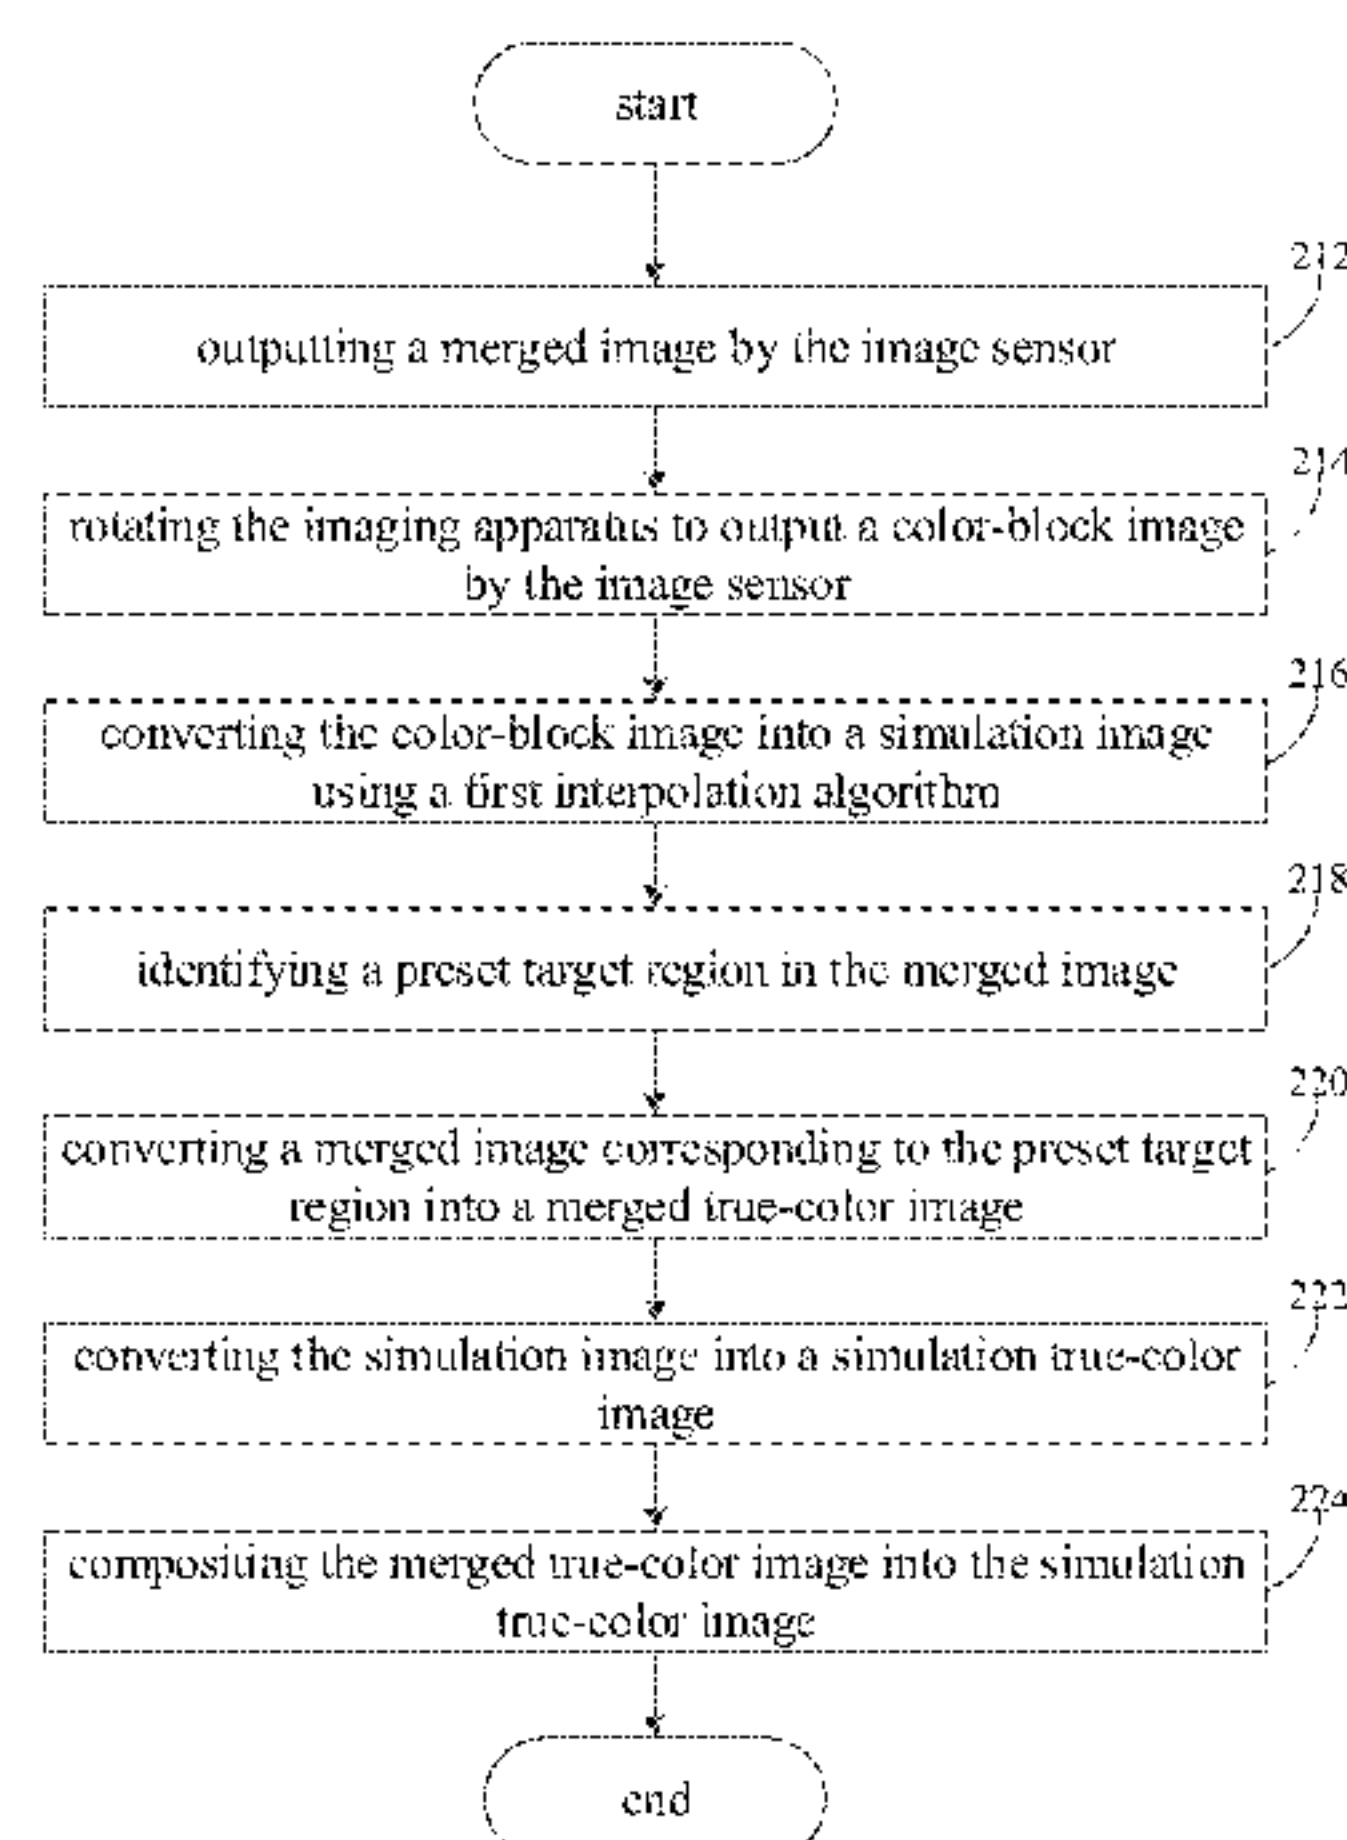 start
212
outputting a merged image by the image sensor
214
rotating the imaging apparatus to output a color-block image
by the image sensor
216
converting the color-block image into a simulation image
using a first interpolation algorithm
218
identifying a preset target region in the merged image
220
converting a merged image corresponding to the preset target
region into a merged true-color image
222
converting the simulation image into a simulation true-color
image
224
compositing the merged true-color image into the simulation
true-color image
end